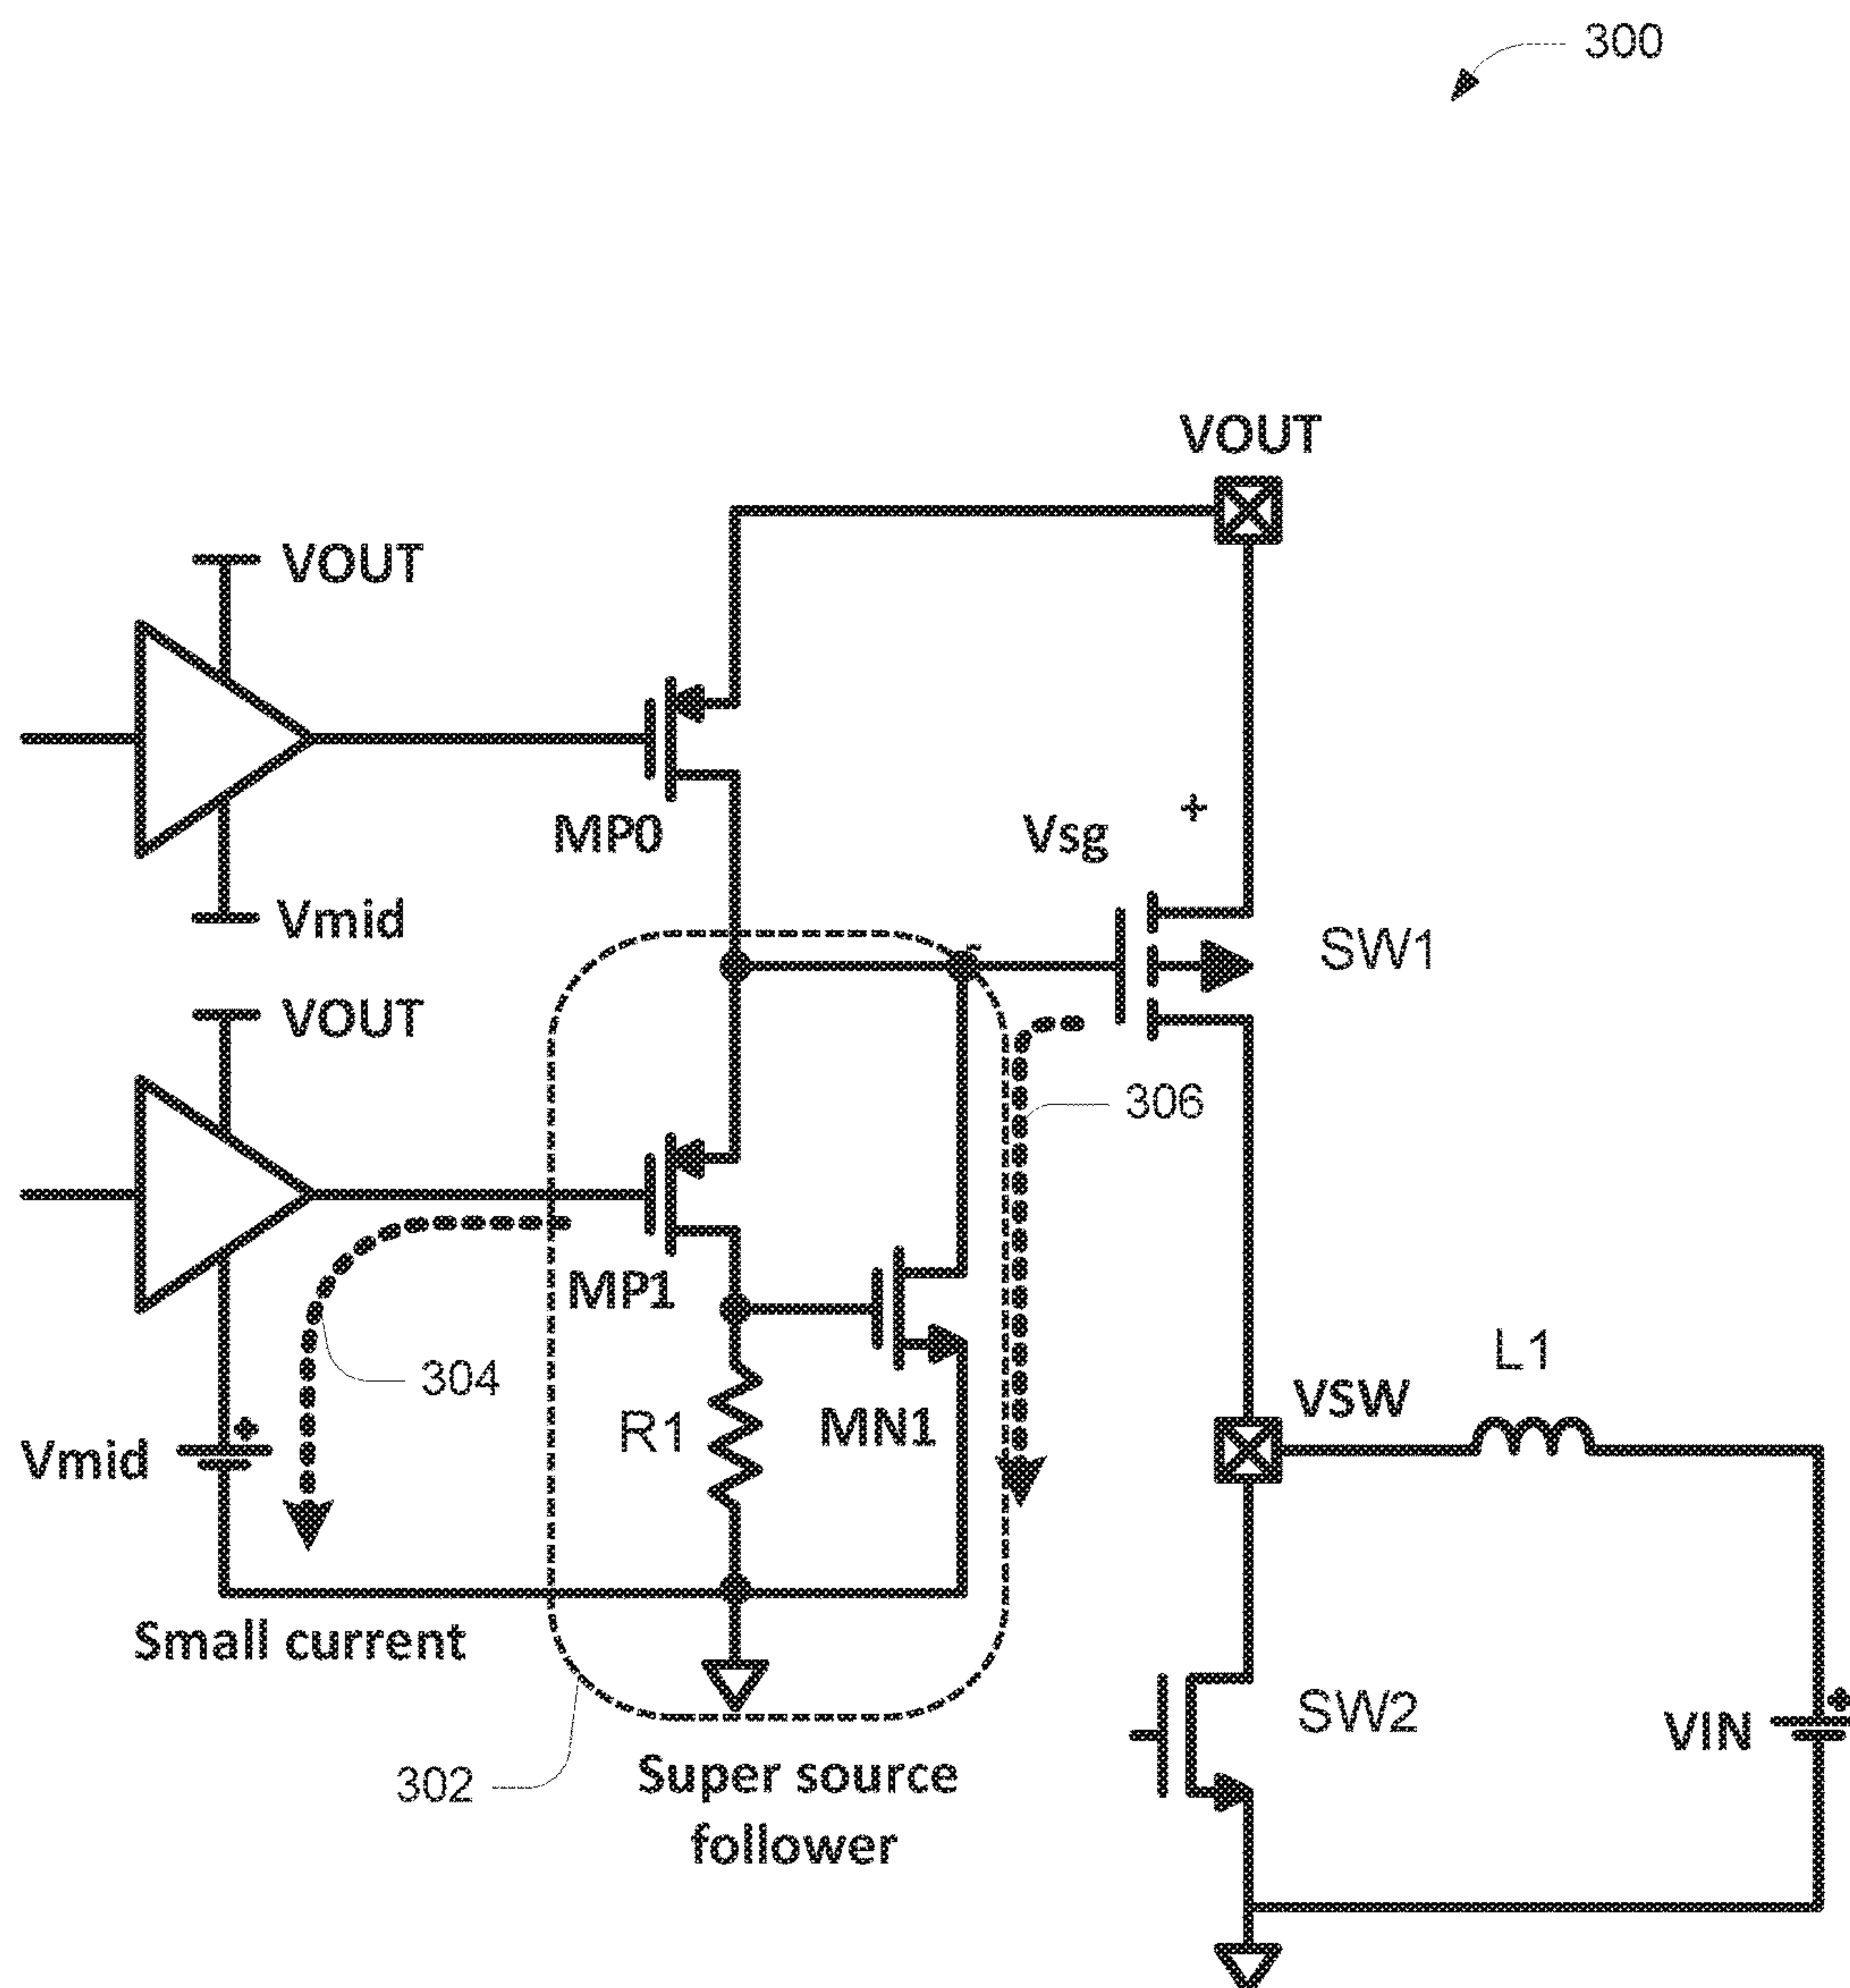 300
VOUT
VOUT
MP0
Vsg
+
Vmid
SW1
-
VOUT
306
MP1
304
L1
VSW
R1
MN1
Vmid
+
Small current
SW2
VIN
+
302
Super source
follower